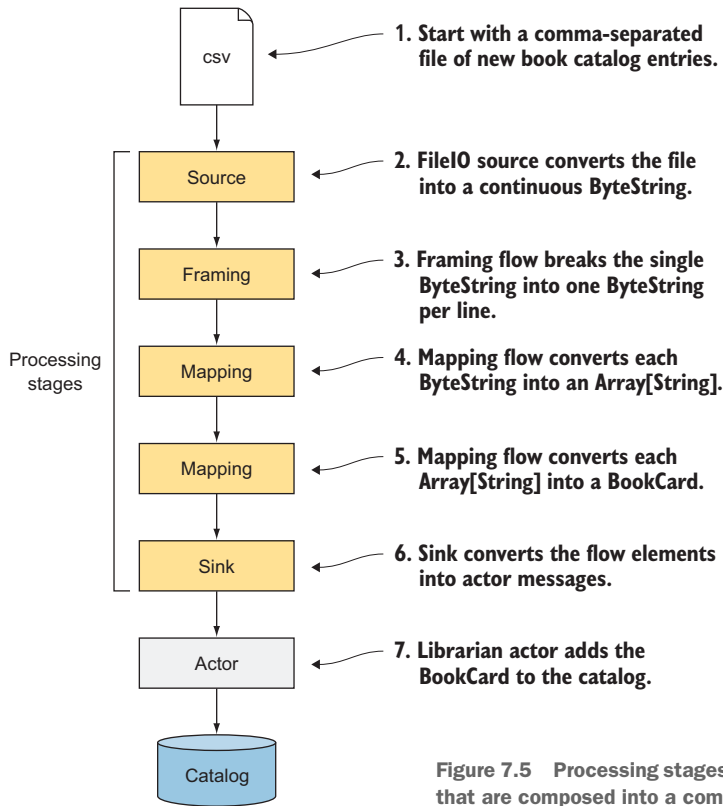 csv
1. Start with a comma-separated
file of new book catalog entries.
Source
2. FileIO source converts the file
into a continuous ByteString.
Framing
3. Framing flow breaks the single
ByteString into one ByteString
per line.
Processing
stages
Mapping
4. Mapping flow converts each
ByteString into an Array[String].
Mapping
5. Mapping flow converts each
Array[String] into a BookCard.
Sink
6. Sink converts the flow elements
into actor messages.
Actor
7. Librarian actor adds the
BookCard to the catalog.
Catalog
Figure 7.5 Processing stages
that are composed into a com